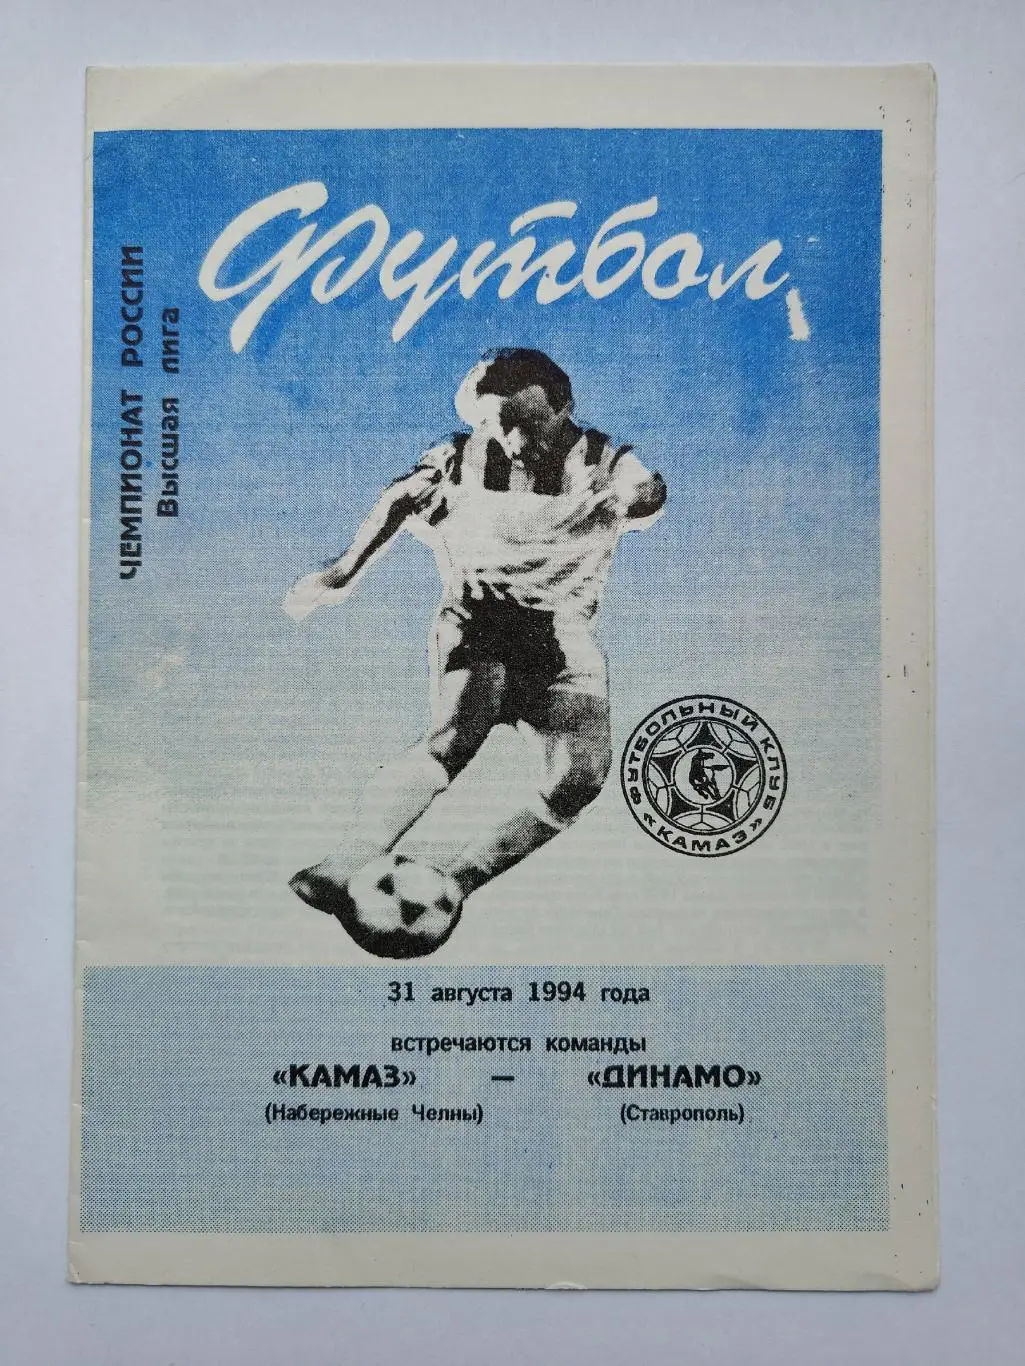 Футбол
ЧЕМПИОНАТ РОССИИ
Высшая лига
ФУТБОЛЬНЫЙ КЛУБ
«КАМАЗ»
31 августа 1994 года
встречаются команды
«КАМАЗ» — «ДИНАМО»
(Набережные Челны) (Ставрополь)